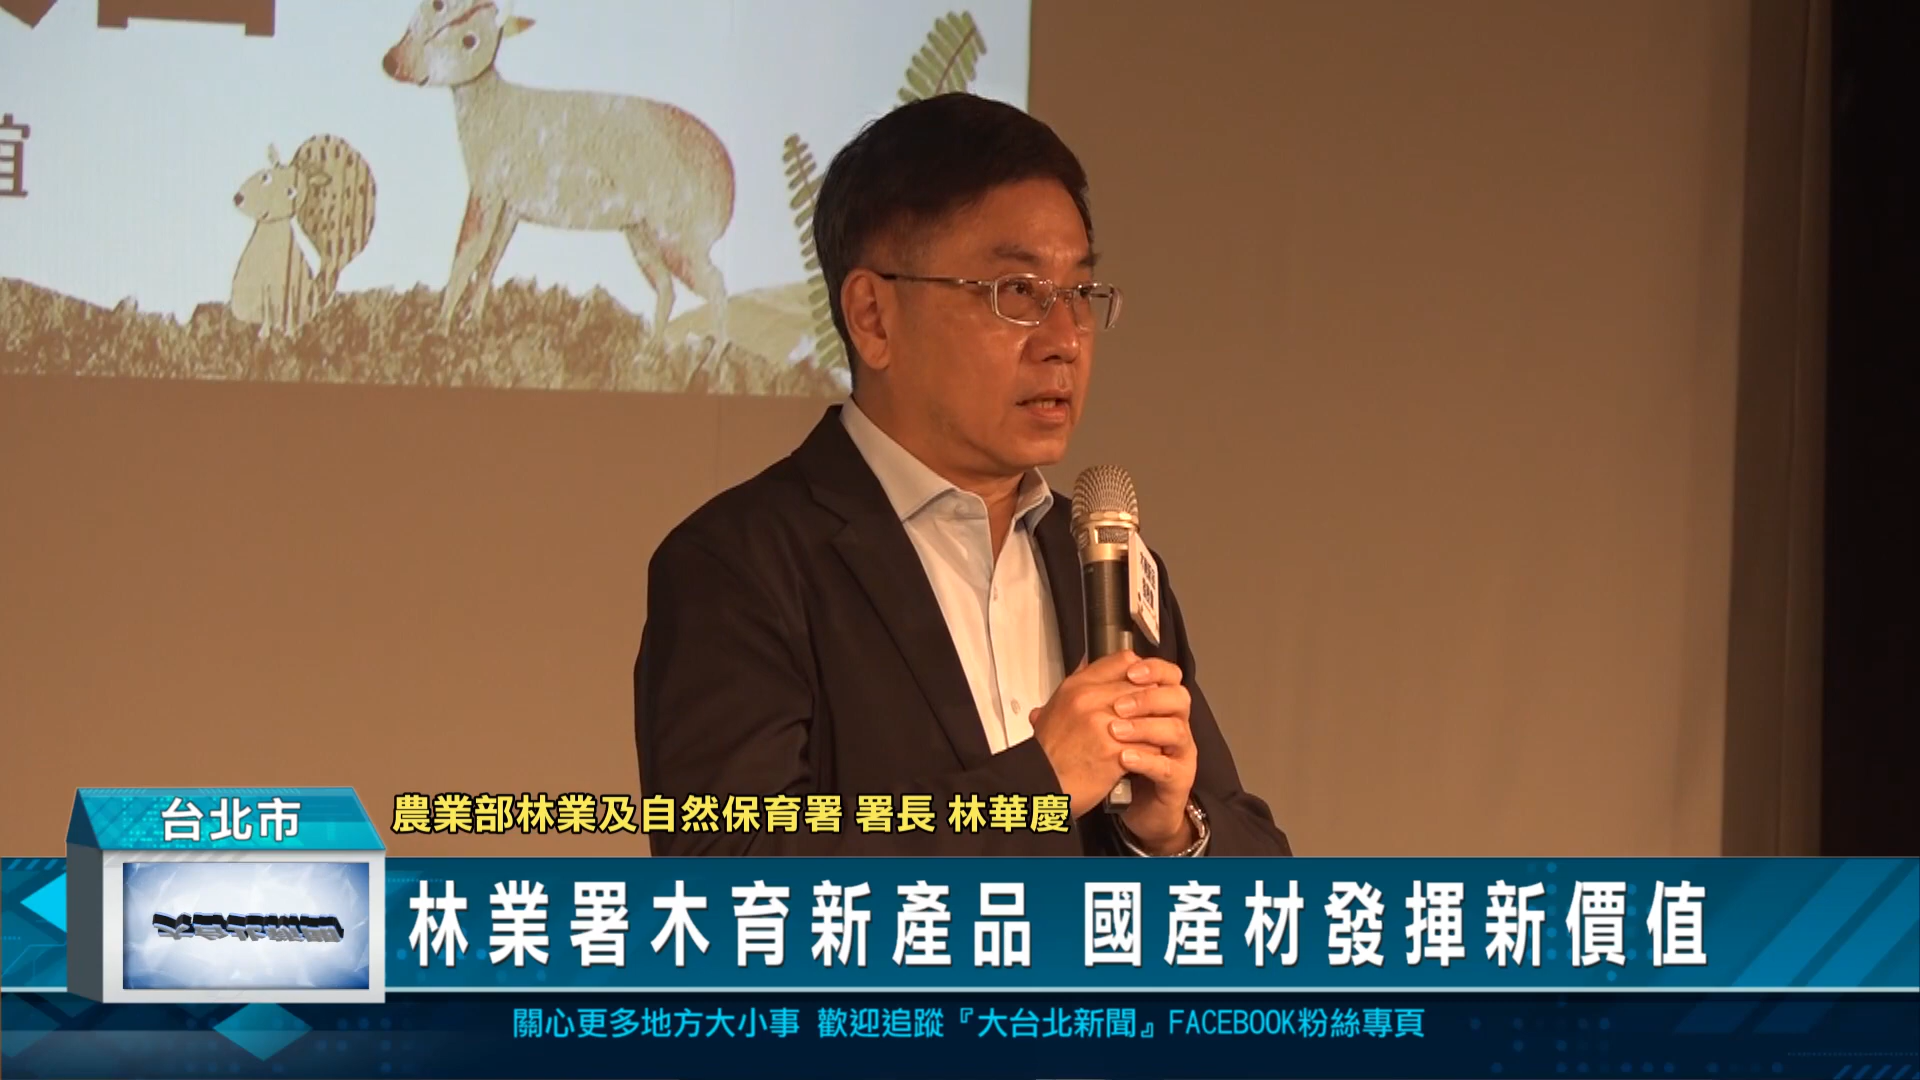 誼
台北市
農業部林業及自然保育署 署長 林華慶
林業署木育新產品 國產材發揮新價值
關心更多地方大小事 歡迎追蹤『大台北新聞』FACEBOOK粉絲專頁